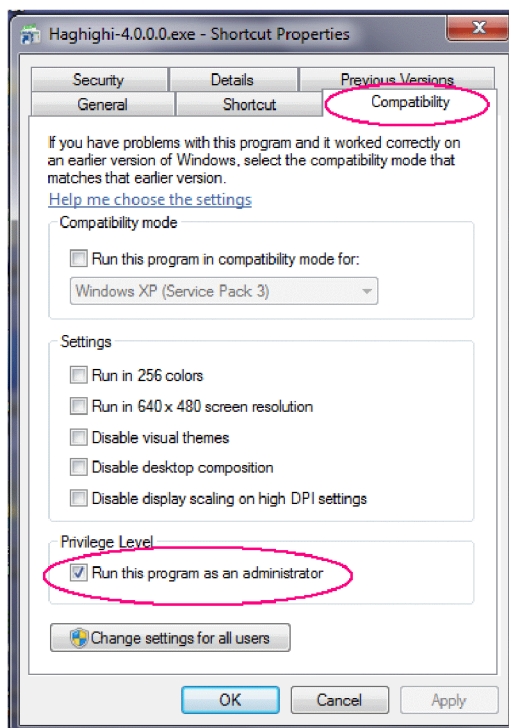 Haghighi-4.0.0.0.exe - Shortcut Properties
Security Details Previous Versions
General Shortcut Compatibility
If you have problems with this program and it worked correctly on
an earlier version of Windows, select the compatibility mode that
matches that earlier version.
Help me choose the settings
Compatibility mode
Run this program in compatibility mode for:
Windows XP (Service Pack 3)
Settings
Run in 256 colors
Run in 640 x 480 screen resolution
Disable visual themes
Disable desktop composition
Disable display scaling on high DPI settings
Privilege Level
Run this program as an administrator
Change settings for all users
OK Cancel Apply